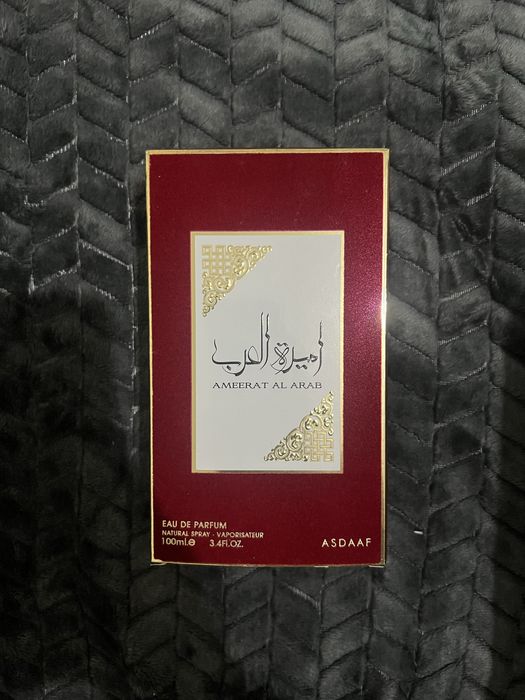 أميرة العرب
AMEERAT AL ARAB
EAU DE PARFUM
NATURAL SPRAY - VAPORISATEUR
100ml.e 3.4Fl.OZ.
ASDAAF